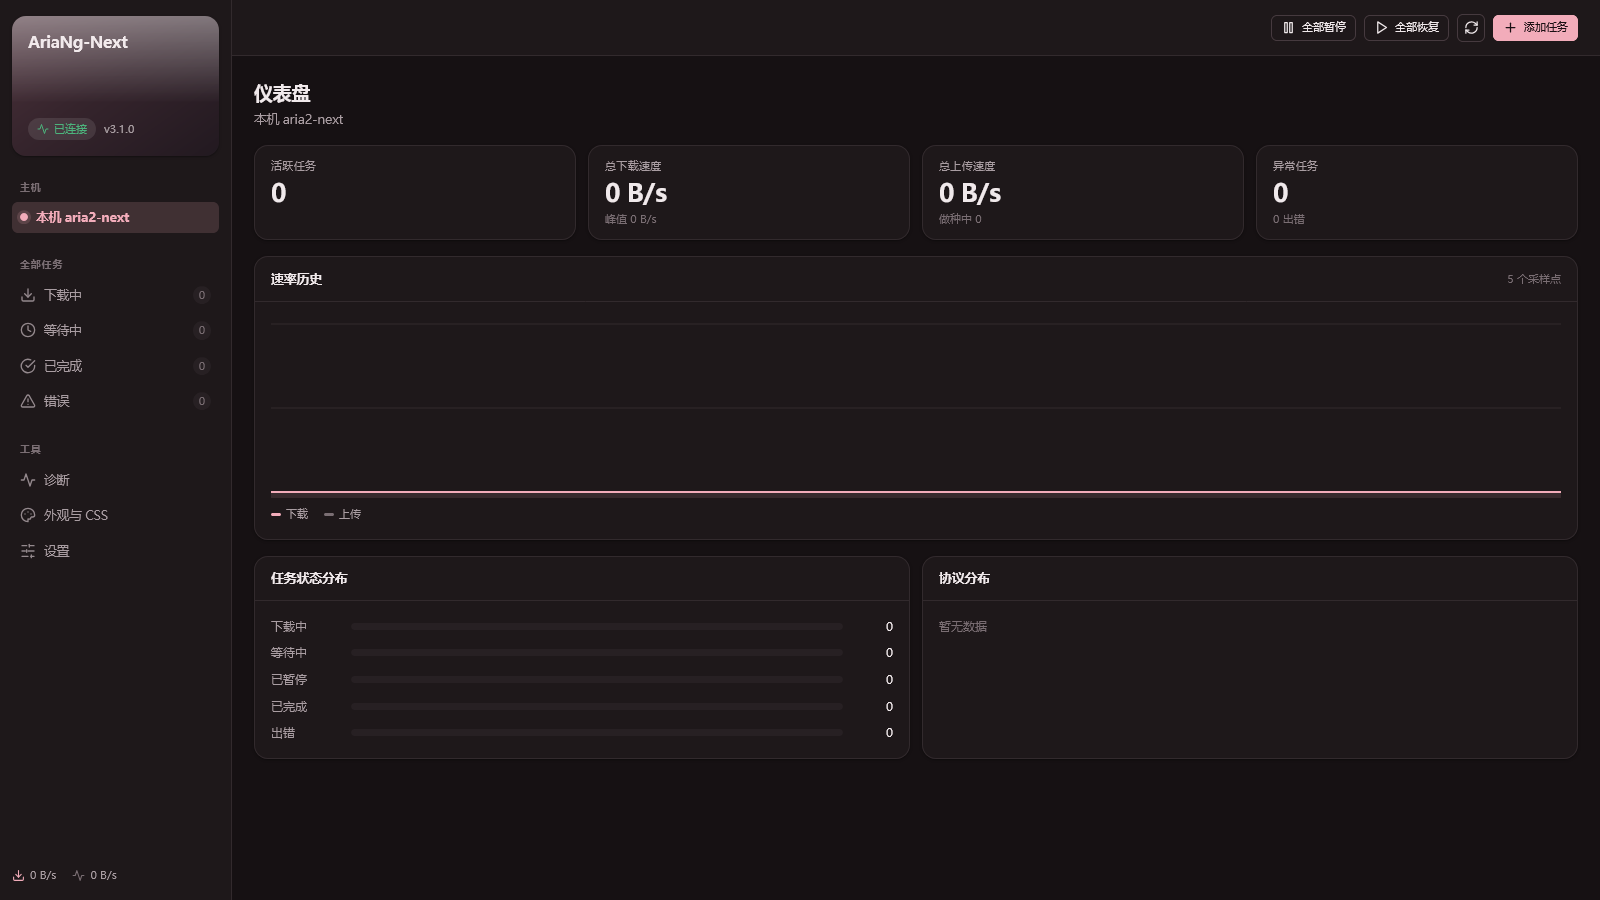 AriaNg-Next
已连接 v3.1.0
主机
本机 aria2-next
全部任务
下载中 0
等待中 0
已完成 0
错误 0
工具
诊断
外观与 CSS
设置
0 B/s 0 B/s
全部暂停 全部恢复 添加任务
仪表盘
本机 aria2-next
活跃任务
0
总下载速度
0 B/s
峰值 0 B/s
总上传速度
0 B/s
做种中 0
异常任务
0
0 出错
速率历史 5 个采样点
下载 上传
任务状态分布
下载中 0
等待中 0
已暂停 0
已完成 0
出错 0
协议分布
暂无数据